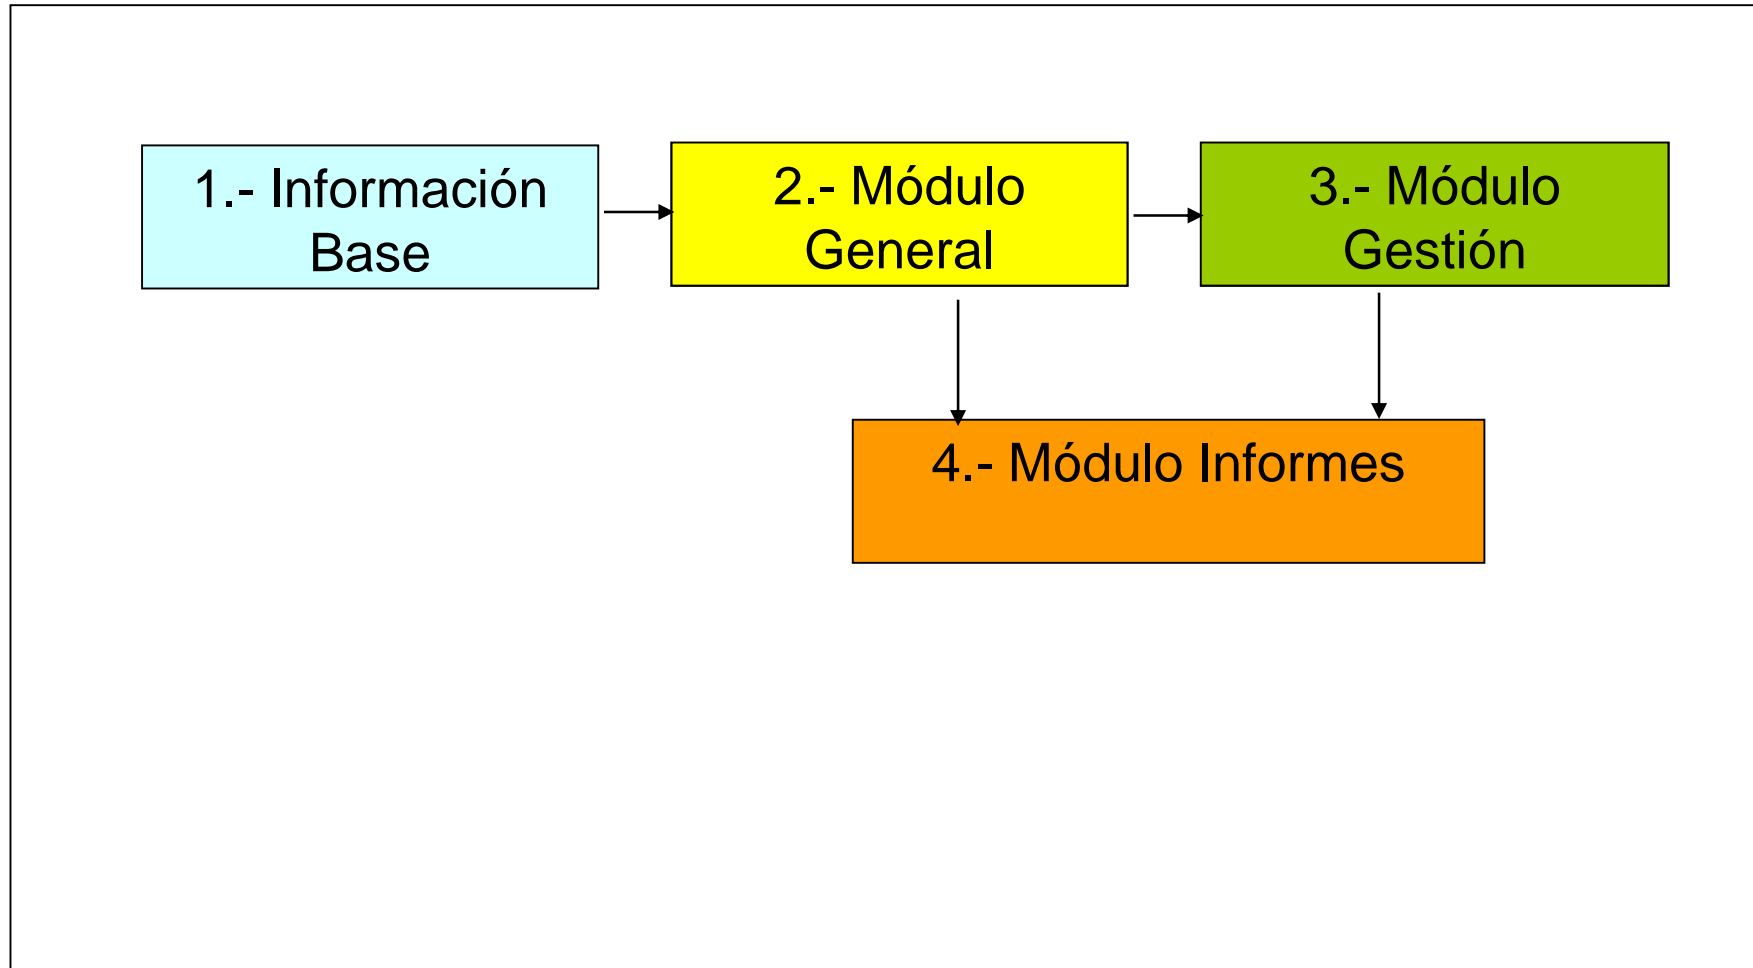 1.- Información
Base
2.- Módulo
General
3.- Módulo
Gestión
4.- Módulo Informes